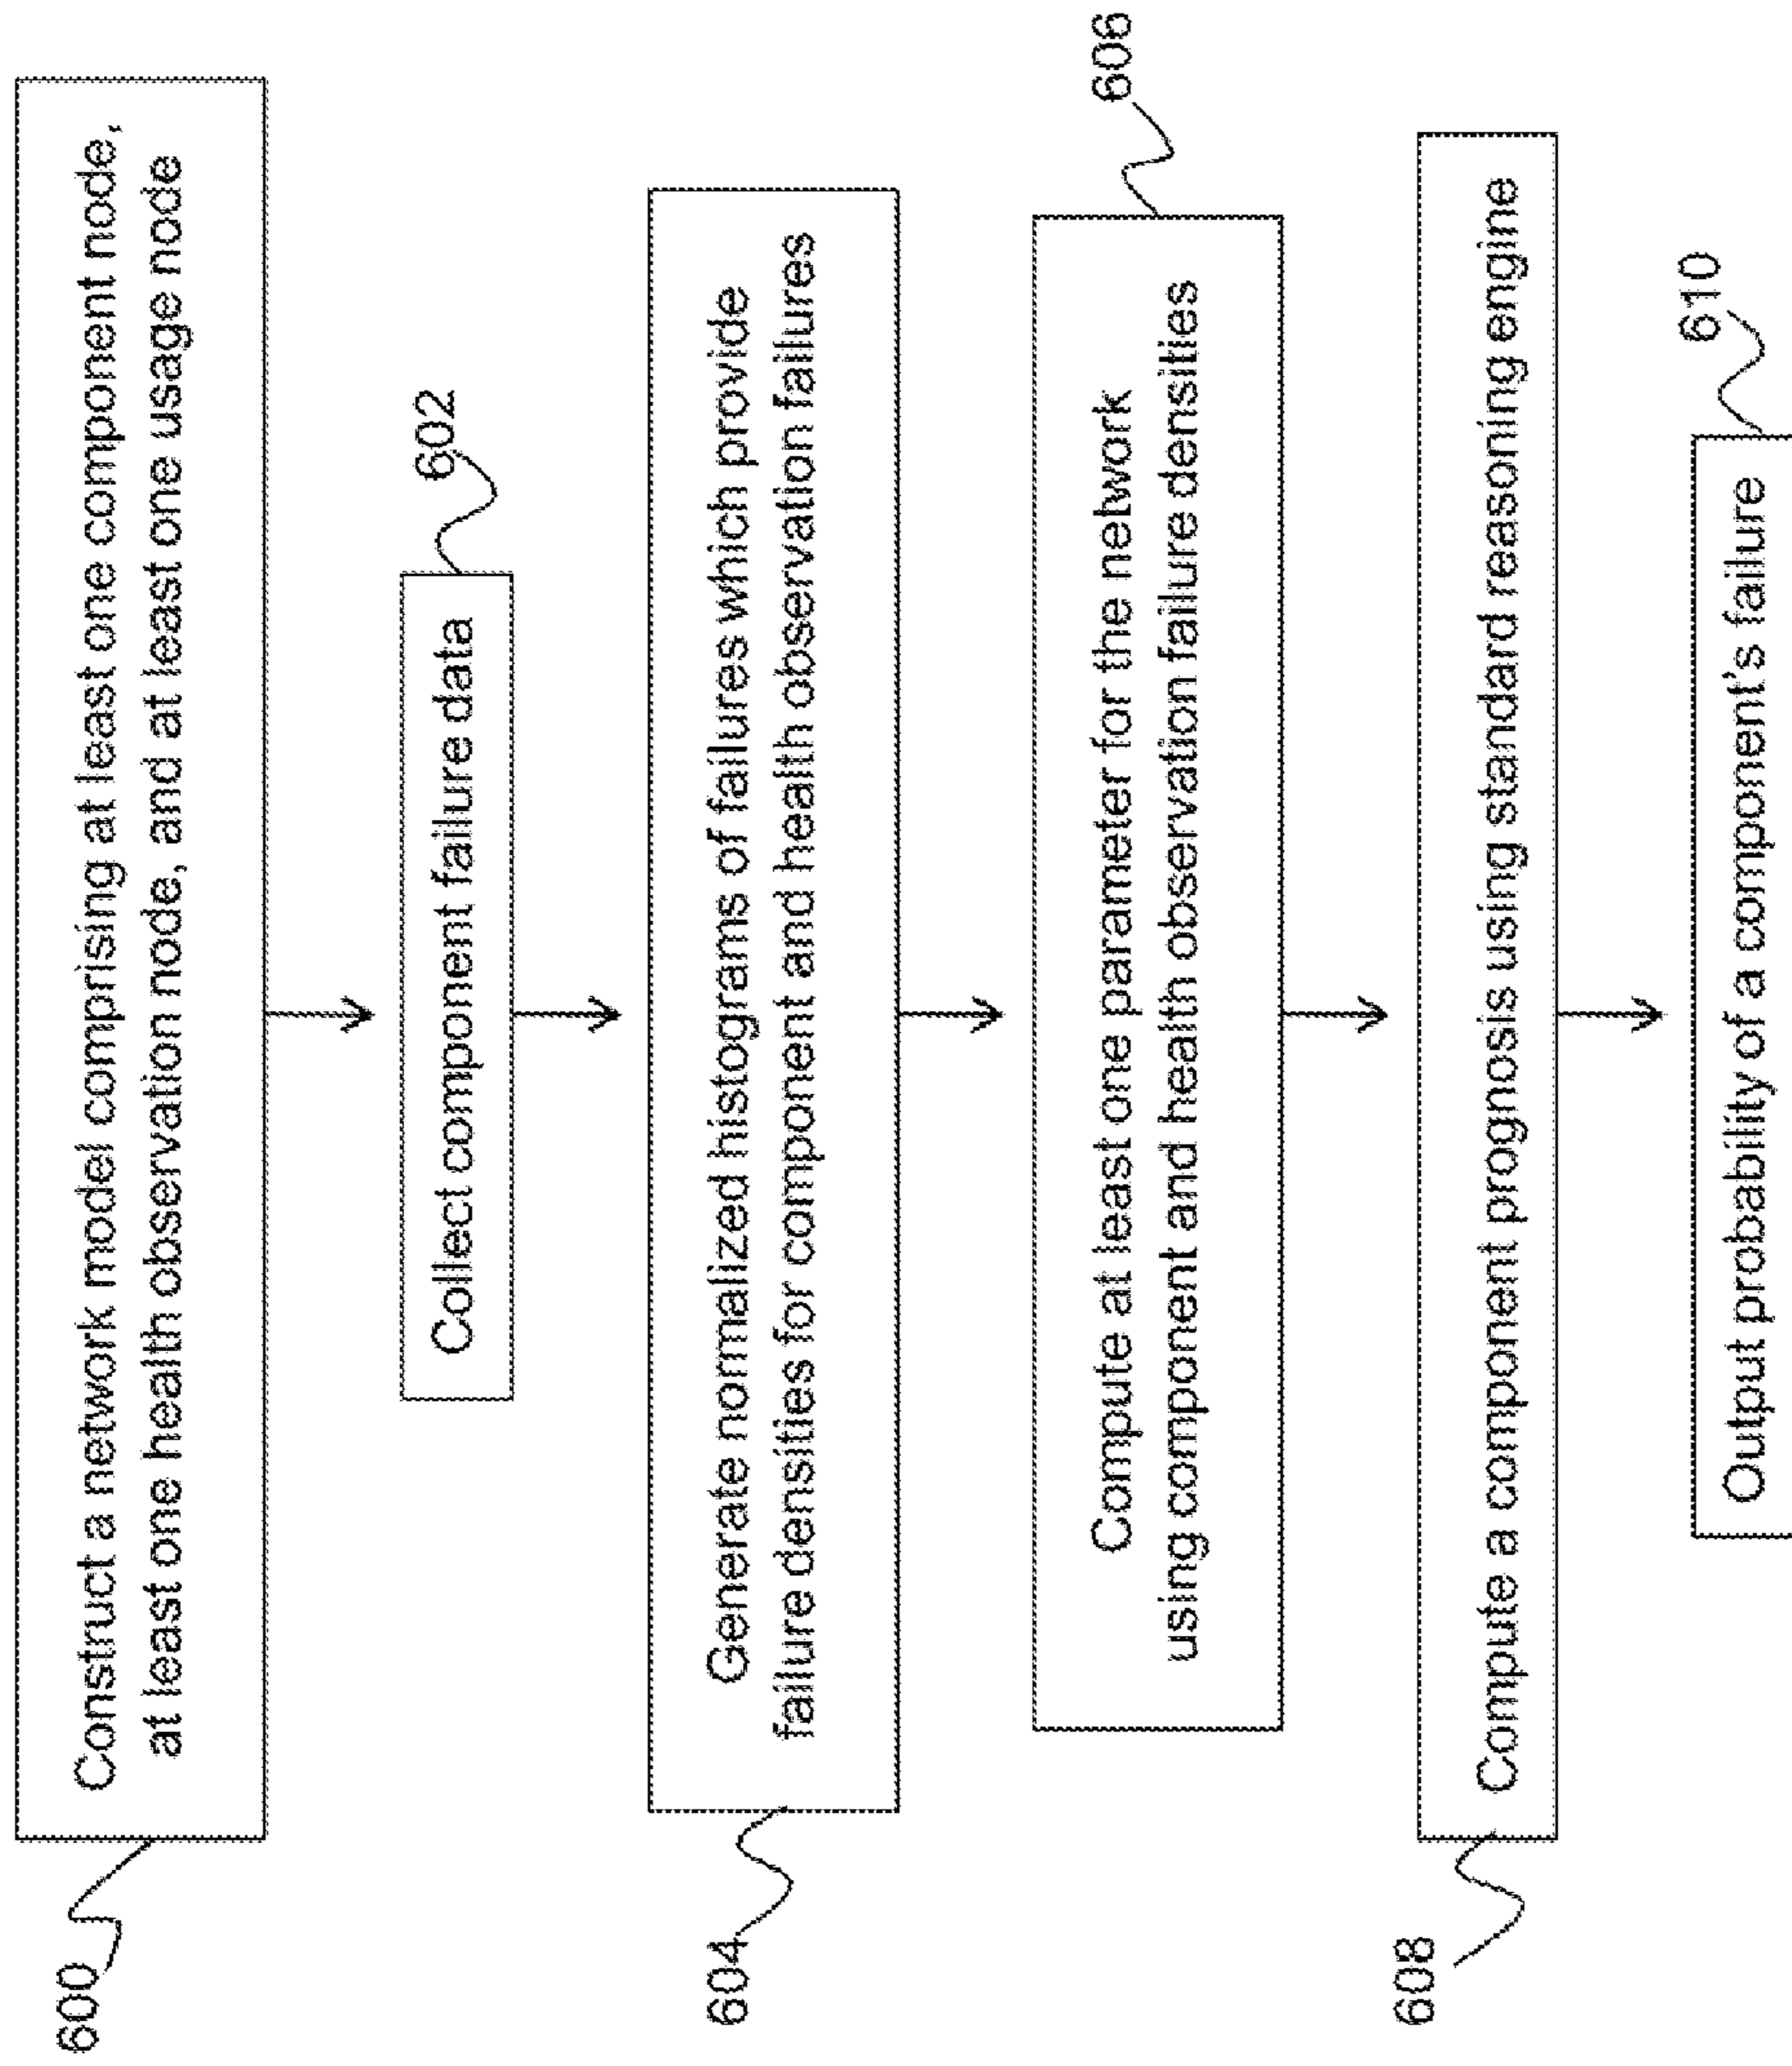 600
Construct a network model comprising at least one component node,
at least one health observation node, and at least one usage node
602
Collect component failure data
604
Generate normalized histograms of failures which provide
failure densities for component and health observation failures
606
Compute at least one parameter for the network
using component and health observation failure densities
608
Compute a component prognosis using standard reasoning engine
610
Output probability of a component's failure